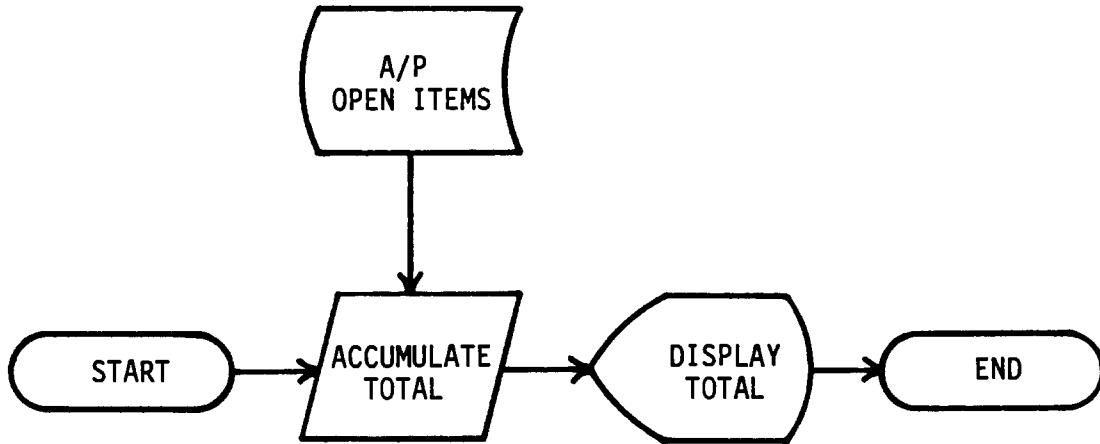 A/P
OPEN ITEMS
START
ACCUMULATE
TOTAL
DISPLAY
TOTAL
END